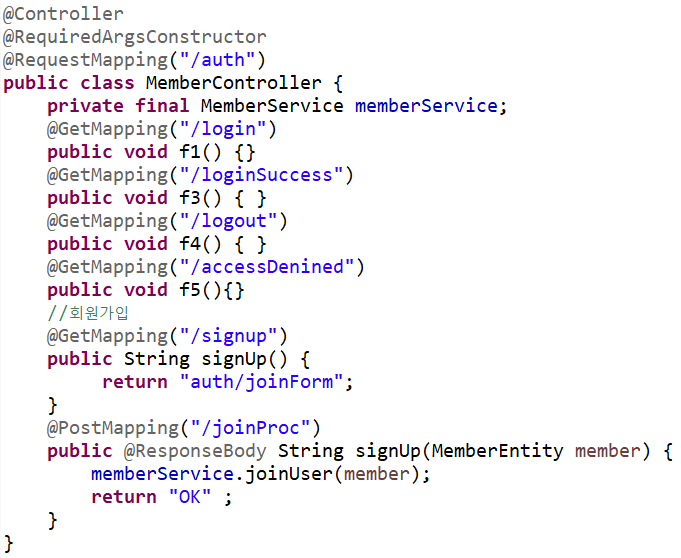 @Controller
@RequiredArgsConstructor
@RequestMapping("/auth")
public class MemberController {
    private final MemberService memberService;
    @GetMapping("/login")
    public void f1() {}
    @GetMapping("/loginSuccess")
    public void f3() { }
    @GetMapping("/logout")
    public void f4() { }
    @GetMapping("/accessDenined")
    public void f5(){}
    //회원가입
    @GetMapping("/signup")
    public String signUp() {
         return "auth/joinForm";
    }
    @PostMapping("/joinProc")
    public @ResponseBody String signUp(MemberEntity member) {
        memberService.joinUser(member);
        return "OK" ;
    }
}